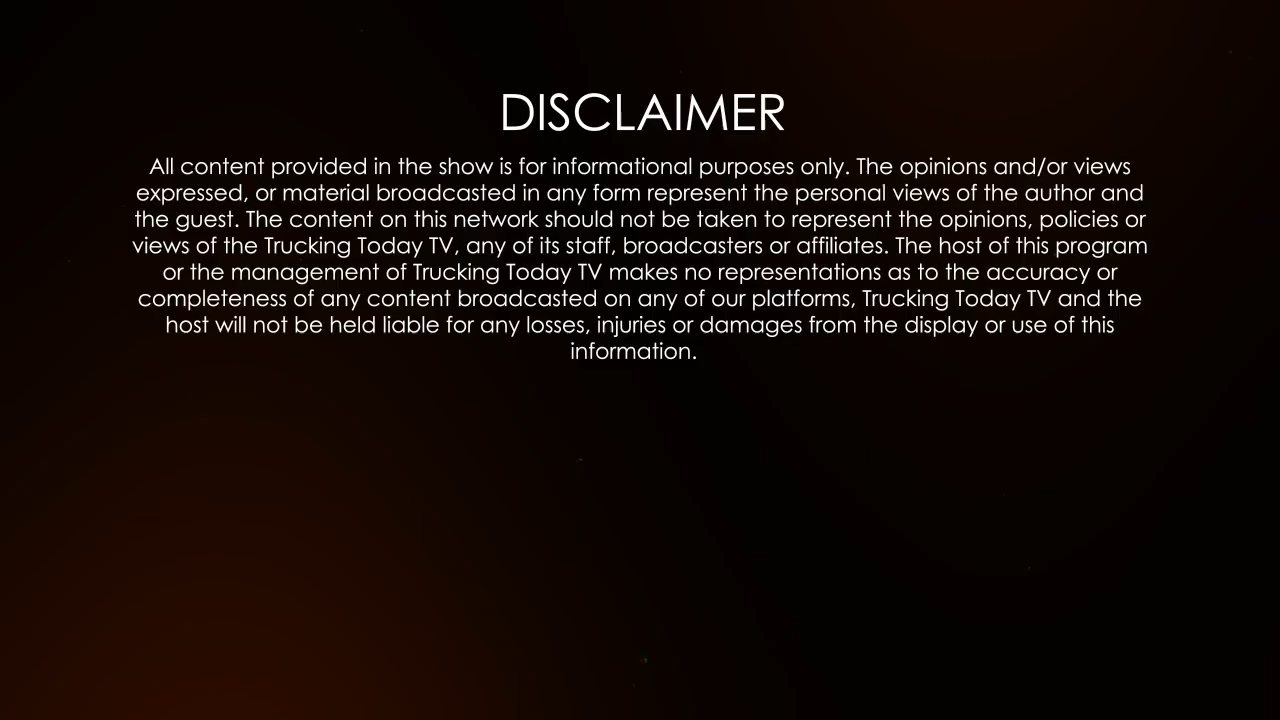 DISCLAIMER
All content provided in the show is for informational purposes only. The opinions and/or views
expressed, or material broadcasted in any form represent the personal views of the author and
the guest. The content on this network should not be taken to represent the opinions, policies or
views of the Trucking Today TV, any of its staff, broadcasters or affiliates. The host of this program
or the management of Trucking Today TV makes no representations as to the accuracy or
completeness of any content broadcasted on any of our platforms, Trucking Today TV and the
host will not be held liable for any losses, injuries or damages from the display or use of this
information.